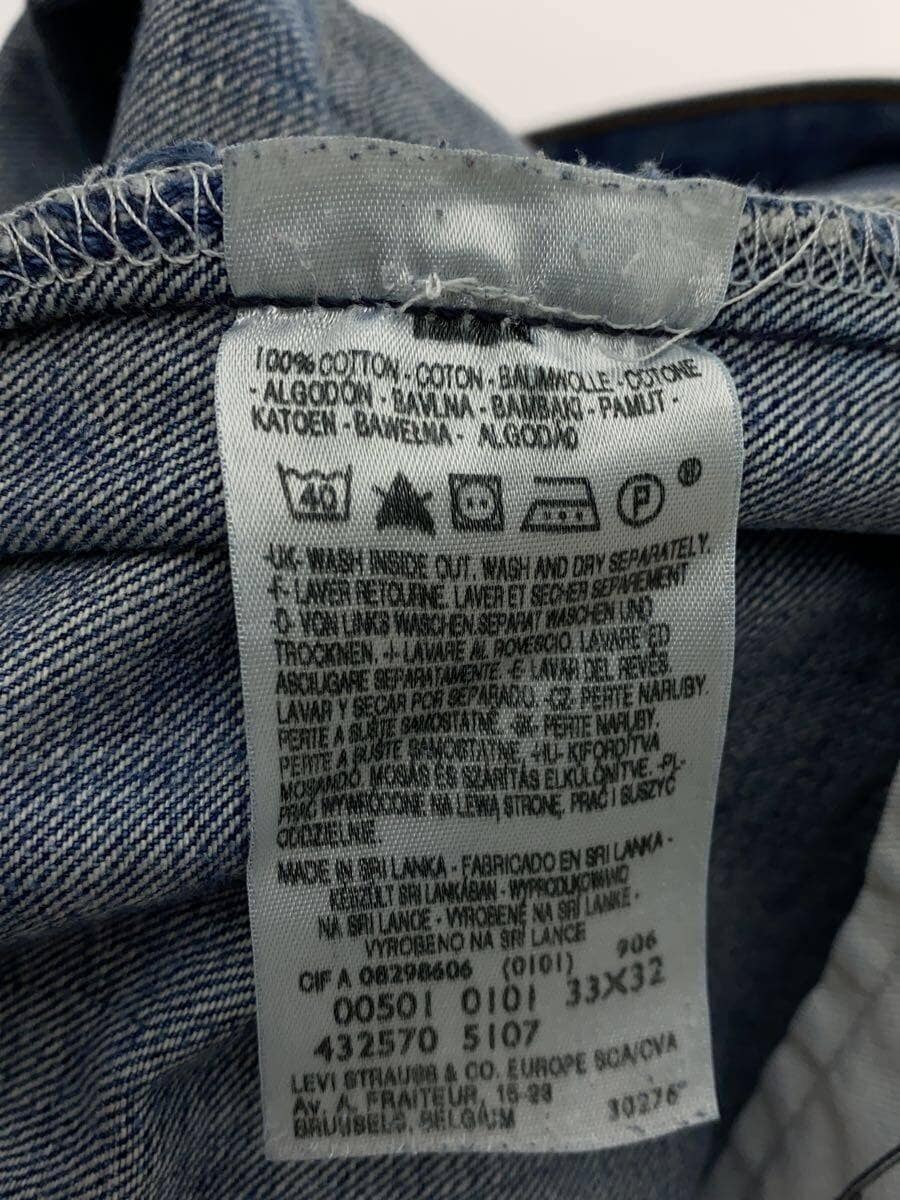 100% COTTON - COTON - BAUMWOLLE - COTONE
- ALGODÓN - BAVLNA - BAMBAKI - PAMUT -
KATOEN - BAWEŁNA - ALGODÃO
40 P ®
-UK- WASH INSIDE OUT. WASH AND DRY SEPARATELY.
-F- LAVER RETOURNE. LAVER ET SECHER SEPAREMENT
-D- VON LINKS WASCHEN, SEPARAT WASCHEN UND
TROCKNEN. -I- LAVARE AL ROVESCIO. LAVARE ED
ASCIUGARE SEPARATAMENTE. -E- LAVAR DEL REVES.
LAVAR Y SECAR POR SEPARADO. -CZ- PERTE NARUBY.
PERTE A SUŠTE SAMOSTATNĚ. -SK- PERTE NARUBY.
PERTE A SUŠTE SAMOSTATNE. -HU- KIFORDÍTVA
MOSANDÓ. MOSÁS ÉS SZÁRÍTÁS ELKÜLÖNÍTVE. -PL-
PRAĆ WYWRÓCONE NA LEWĄ STRONĘ, PRAĆ I SUSZYĆ
ODDZIELNIE.
MADE IN SRI LANKA - FABRICADO EN SRI LANKA -
KÉSZÜLT SRI LANKÁBAN - WYPRODUKOWANO
NA SRI LANCE - VYROBENÉ NA SRI LANKE -
VYROBENO NA SRI LANCE
CIF A 08298606 (0101) 906
00501 0101 33X32
432570 5107
LEVI STRAUSS & CO. EUROPE SCA/CVA
AV. A. FRAITEUR, 15-23
BRUSSELS, BELGIUM 30276